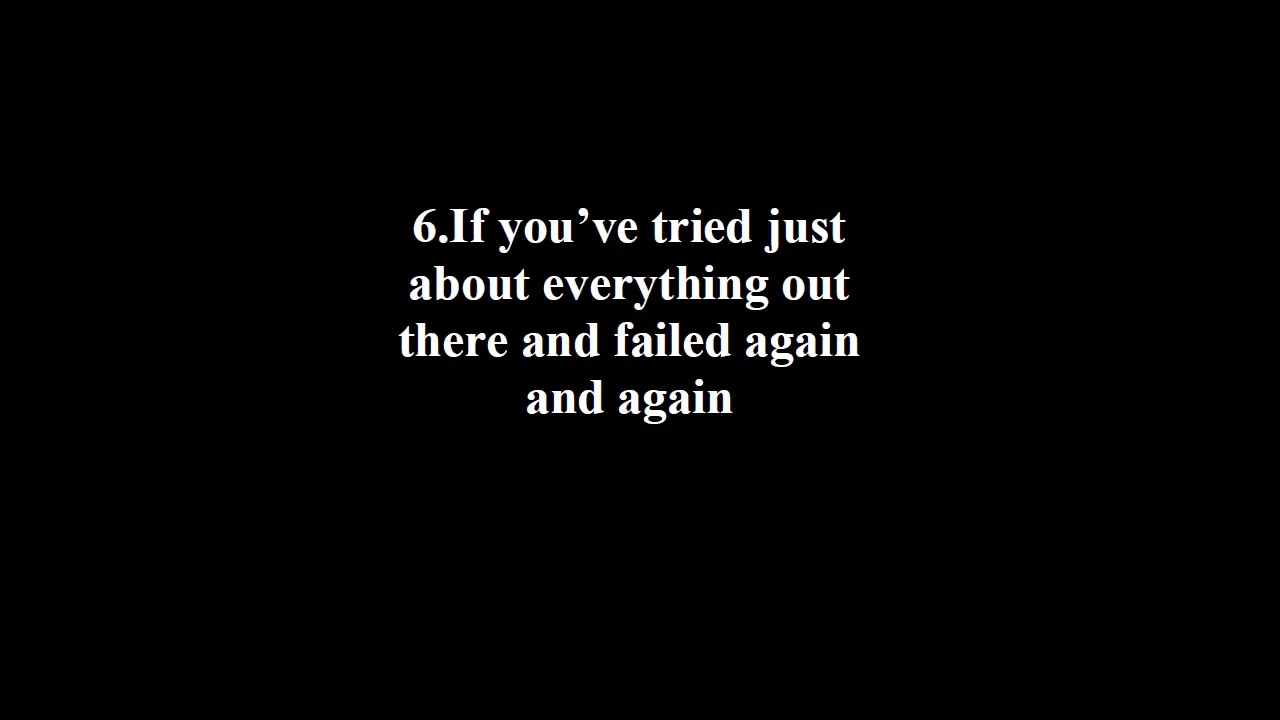 6.If you’ve tried just
about everything out
there and failed again
and again